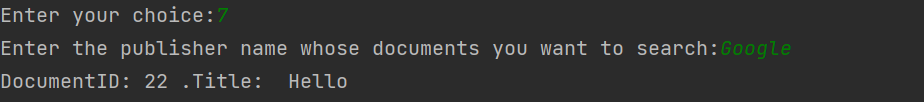 Enter your choice:7
Enter the publisher name whose documents you want to search:Google
DocumentID: 22 .Title:  Hello